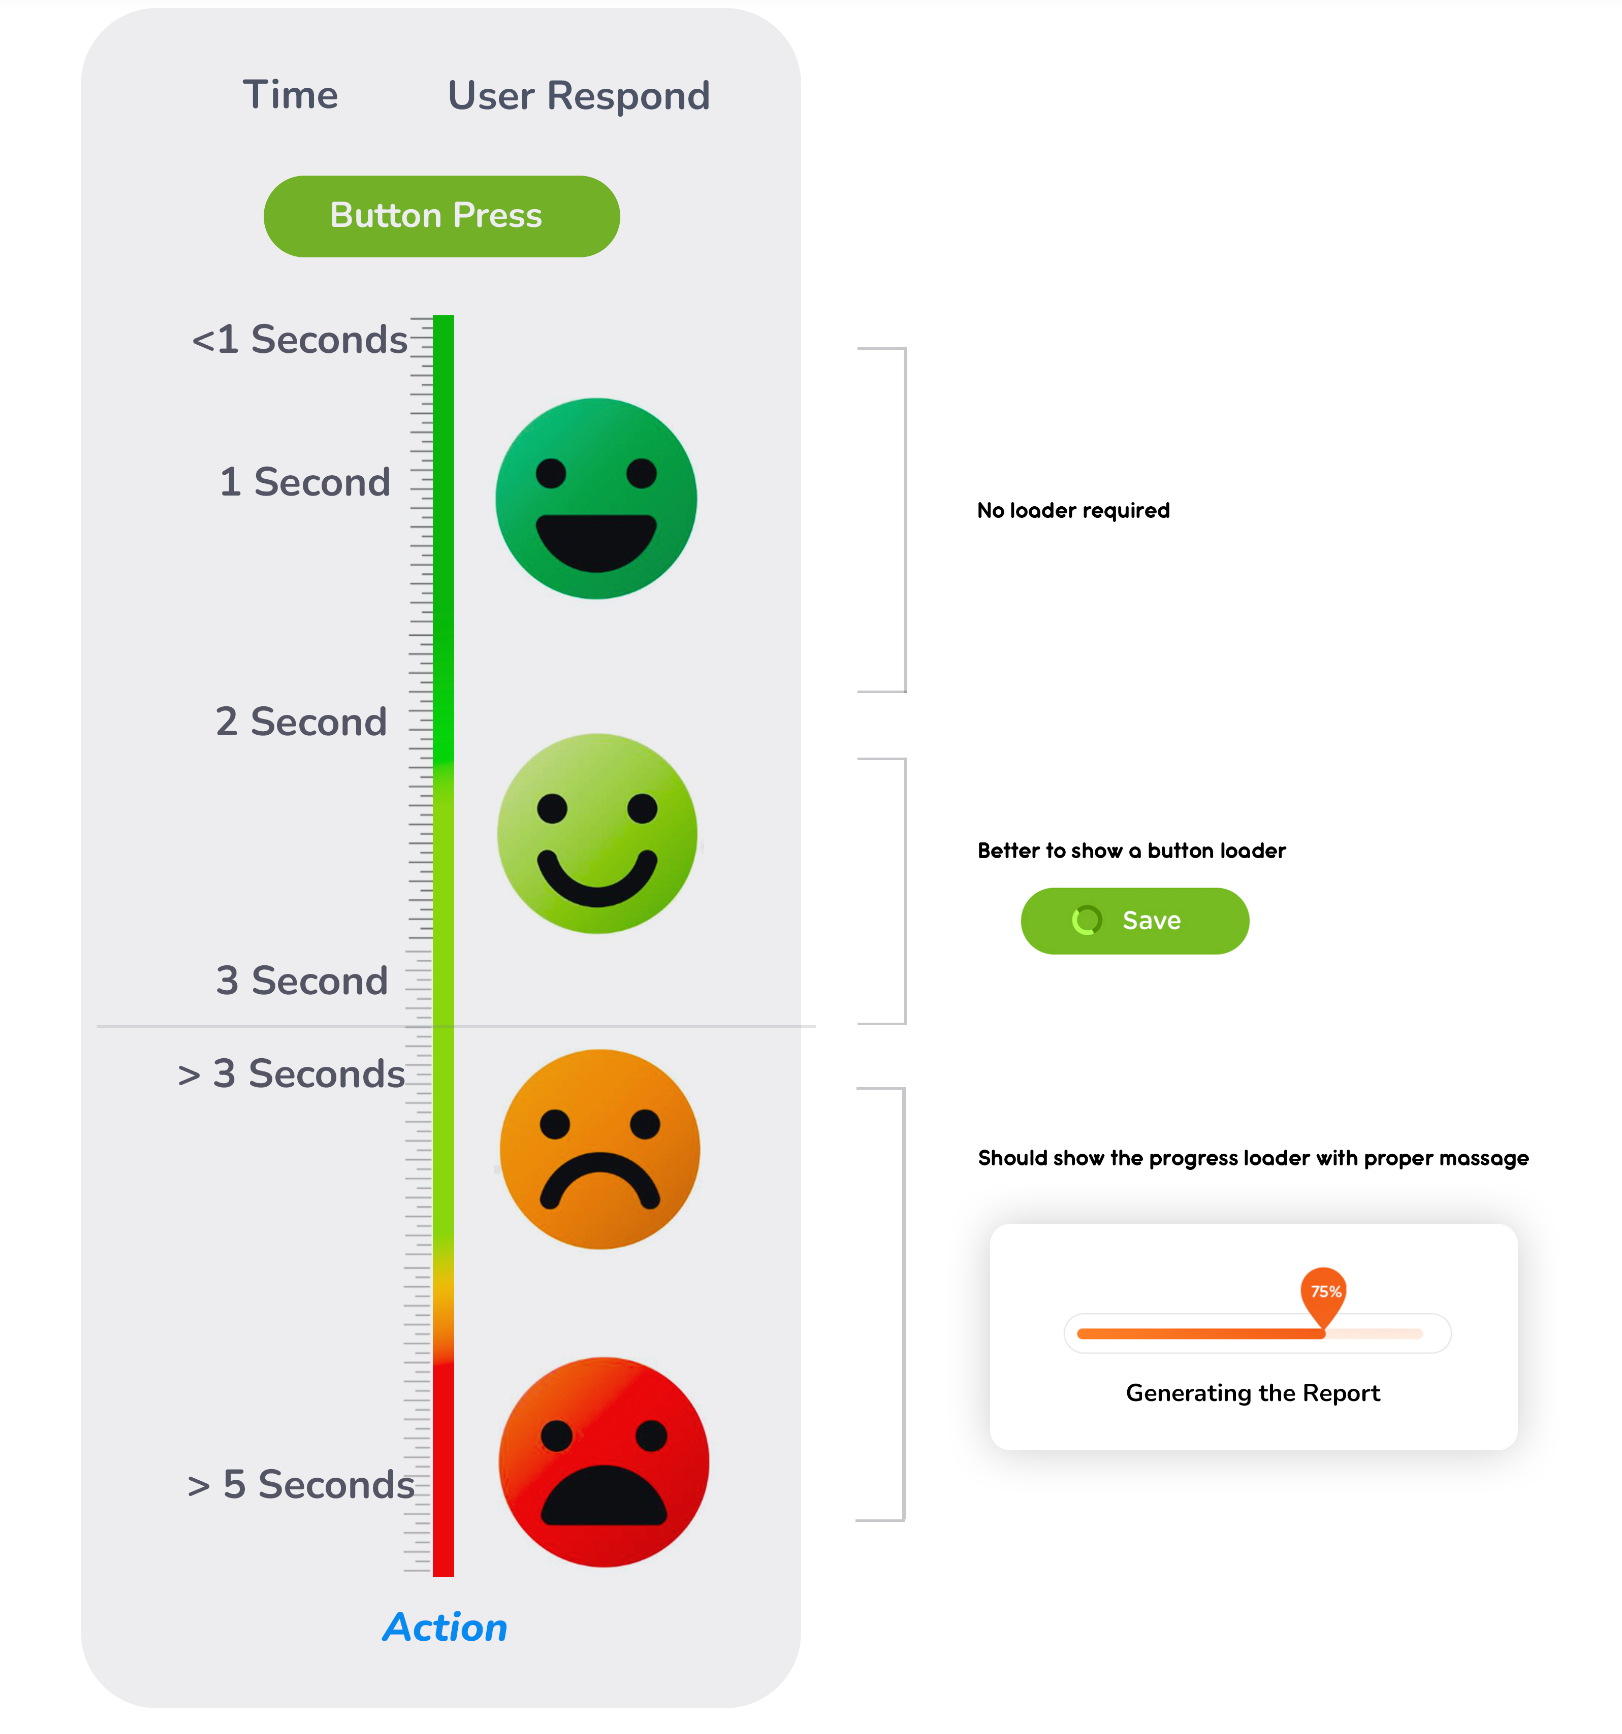 Time
User Respond
Button Press
<1 Seconds
1 Second
No loader required
2 Second
Better to show a button loader
Save
3 Second
> 3 Seconds
Should show the progress loader with proper massage
75%
Generating the Report
> 5 Seconds
Action